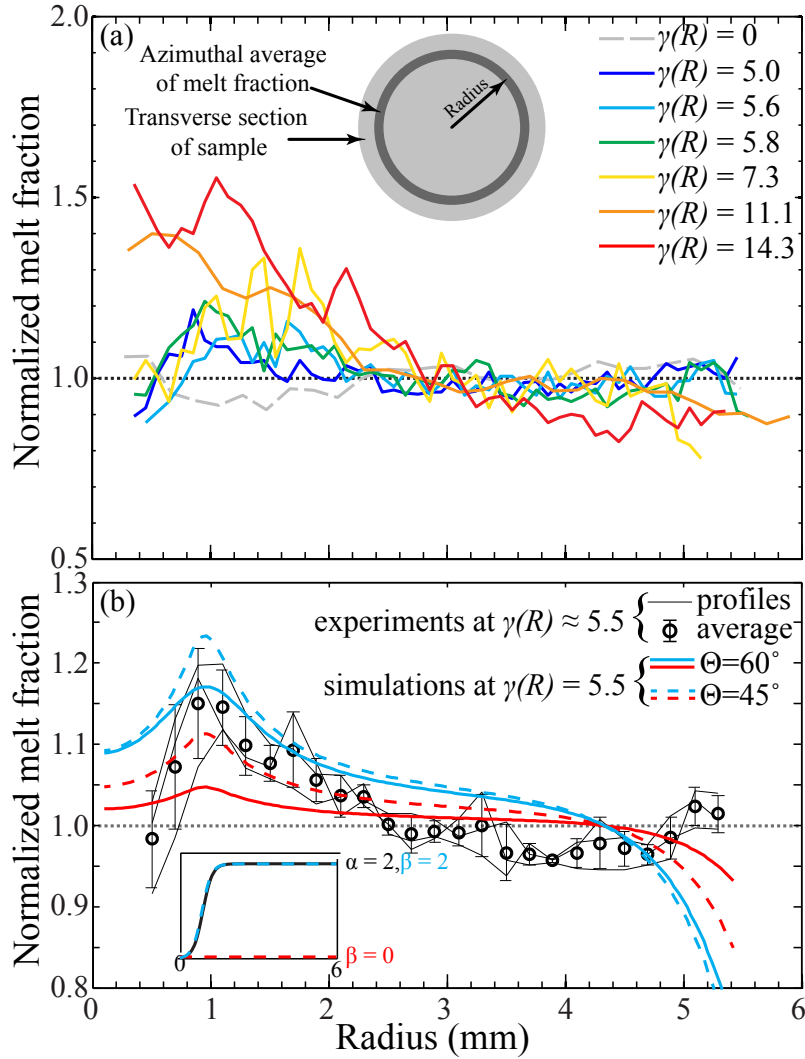 2.0
(a)
γ(R) = 0
γ(R) = 5.0
γ(R) = 5.6
γ(R) = 5.8
γ(R) = 7.3
γ(R) = 11.1
γ(R) = 14.3
Azimuthal average
of melt fraction
Transverse section
of sample
Radius
Normalized melt fraction
1.5
1.0
0.5
1.3
(b)
experiments at γ(R) ≈ 5.5
profiles
average
simulations at γ(R) = 5.5
Θ=60°
Θ=45°
Normalized melt fraction
1.2
1.1
1.0
0.9
0.8
α = 2, β = 2
β = 0
0
6
0 1 2 3 4 5 6
Radius (mm)